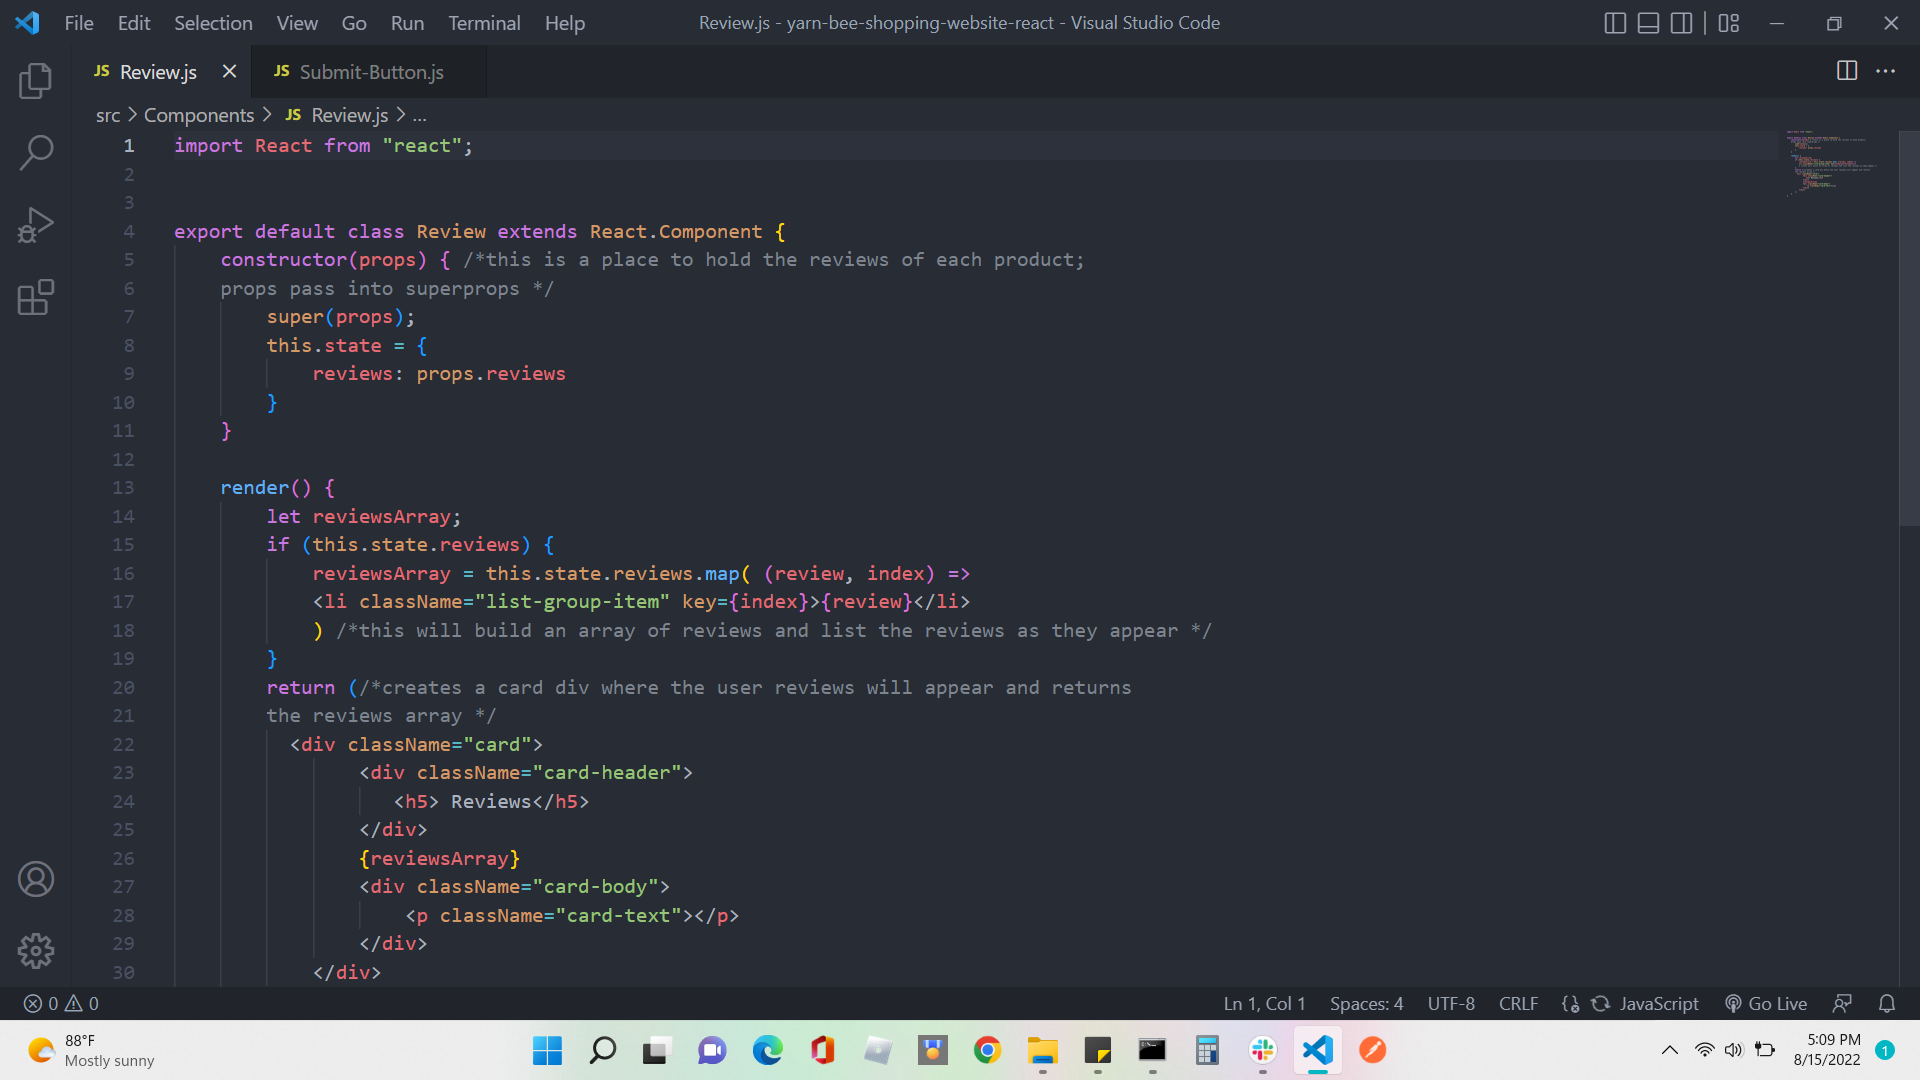 File Edit Selection View Go Run Terminal Help Review.js - yarn-bee-shopping-website-react - Visual Studio Code
JS Review.js JS Submit-Button.js
src > Components > JS Review.js > ...
1 import React from "react";
2
3
4 export default class Review extends React.Component {
5 constructor(props) { /*this is a place to hold the reviews of each product;
6 props pass into superprops */
7 super(props);
8 this.state = {
9 reviews: props.reviews
10 }
11 }
12
13 render() {
14 let reviewsArray;
15 if (this.state.reviews) {
16 reviewsArray = this.state.reviews.map( (review, index) =>
17 <li className="list-group-item" key={index}>{review}</li>
18 ) /*this will build an array of reviews and list the reviews as they appear */
19 }
20 return (/*creates a card div where the user reviews will appear and returns
21 the reviews array */
22 <div className="card">
23 <div className="card-header">
24 <h5> Reviews</h5>
25 </div>
26 {reviewsArray}
27 <div className="card-body">
28 <p className="card-text"></p>
29 </div>
30 </div>
0 0 Ln 1, Col 1 Spaces: 4 UTF-8 CRLF JavaScript Go Live
88°F
Mostly sunny
5:09 PM
8/15/2022
1